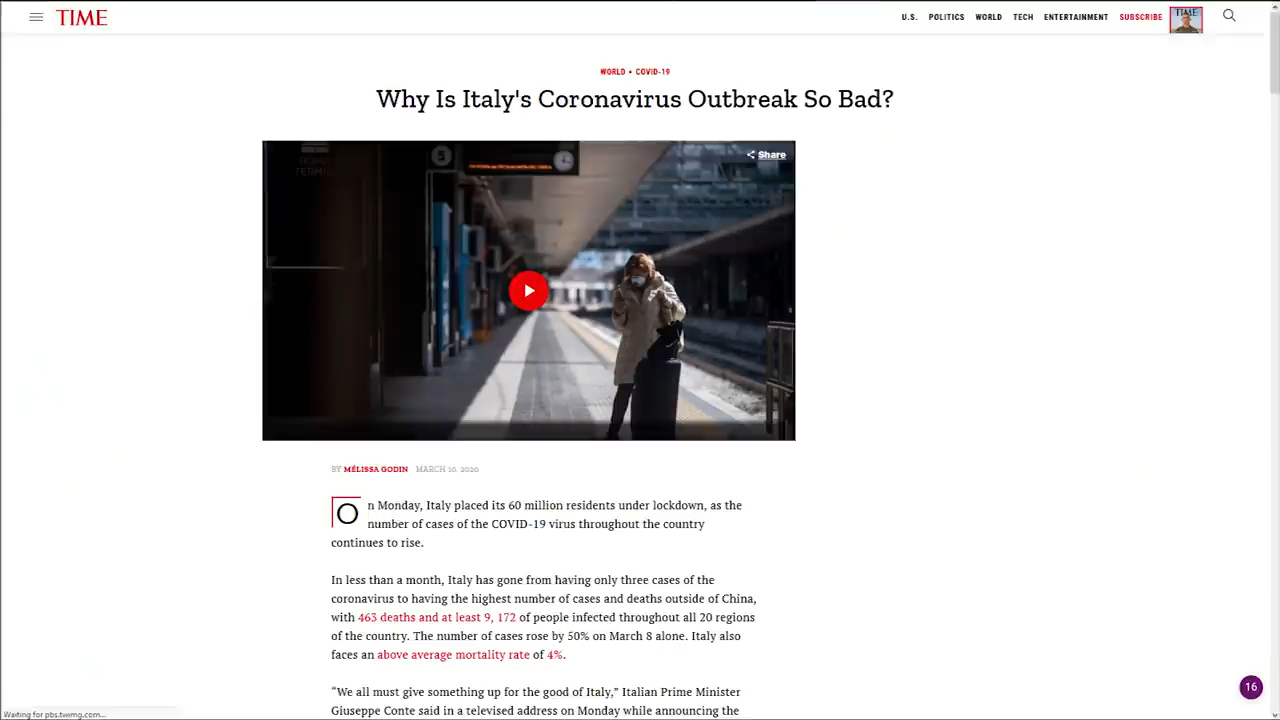 TIME
U.S. POLITICS WORLD TECH ENTERTAINMENT SUBSCRIBE
TIME
WORLD • COVID-19
Why Is Italy's Coronavirus Outbreak So Bad?
5
Share
BY MÉLISSA GODIN MARCH 10, 2020
On Monday, Italy placed its 60 million residents under lockdown, as the
number of cases of the COVID-19 virus throughout the country
continues to rise.
In less than a month, Italy has gone from having only three cases of the
coronavirus to having the highest number of cases and deaths outside of China,
with 463 deaths and at least 9, 172 of people infected throughout all 20 regions
of the country. The number of cases rose by 50% on March 8 alone. Italy also
faces an above average mortality rate of 4%.
“We all must give something up for the good of Italy,” Italian Prime Minister
Giuseppe Conte said in a televised address on Monday while announcing the
16
Waiting for pbs.twimg.com...